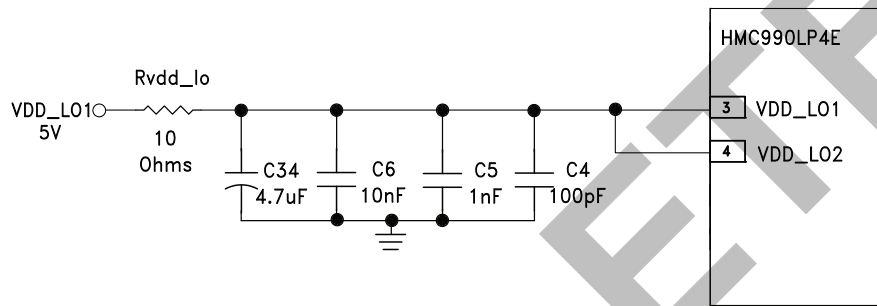 HMC990LP4E
Rvdd_lo
VDD_LO1
5V
10
Ohms
3 VDD_LO1
4 VDD_LO2
C34
4.7uF
C6
10nF
C5
1nF
C4
100pF
ETE